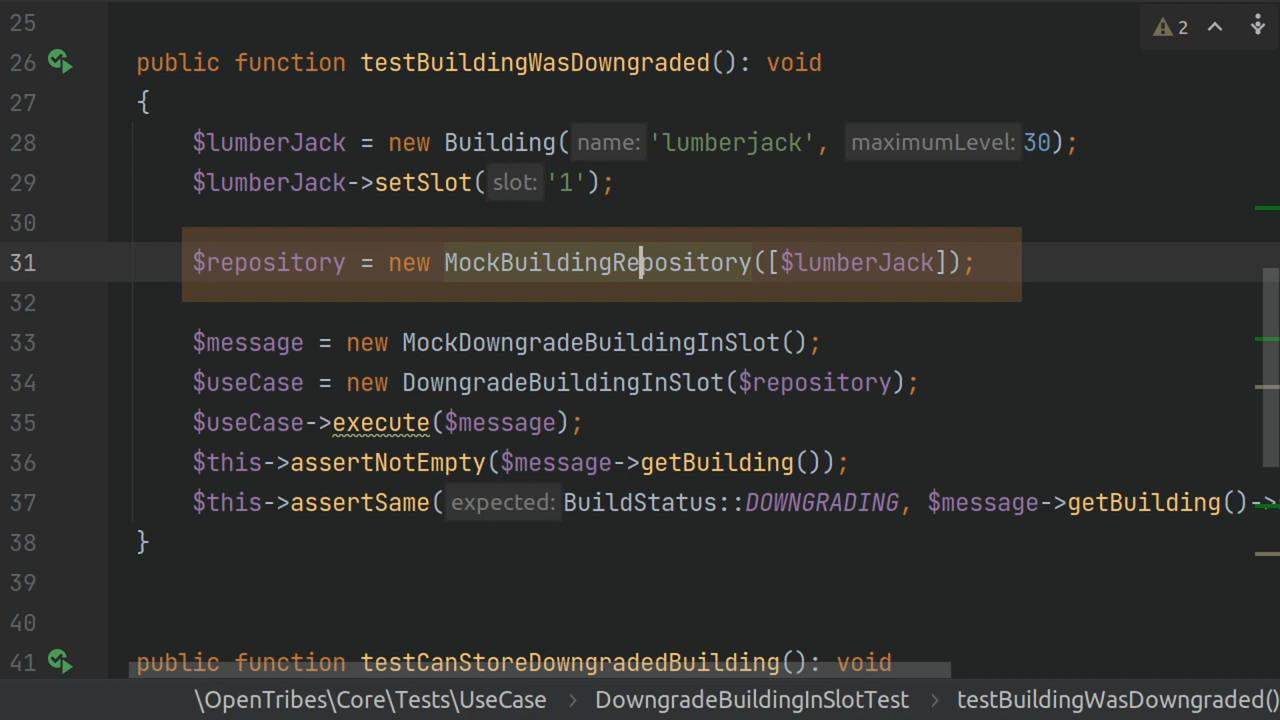 25
2
26 public function testBuildingWasDowngraded(): void
27 {
28 $lumberJack = new Building( name: 'lumberjack', maximumLevel: 30);
29 $lumberJack->setSlot( slot: '1');
30
31 $repository = new MockBuildingRepository([$lumberJack]);
32
33 $message = new MockDowngradeBuildingInSlot();
34 $useCase = new DowngradeBuildingInSlot($repository);
35 $useCase->execute($message);
36 $this->assertNotEmpty($message->getBuilding());
37 $this->assertSame( expected: BuildStatus::DOWNGRADING, $message->getBuilding()->
38 }
39
40
41 public function testCanStoreDowngradedBuilding(): void
\OpenTribes\Core\Tests\UseCase > DowngradeBuildingInSlotTest > testBuildingWasDowngraded()